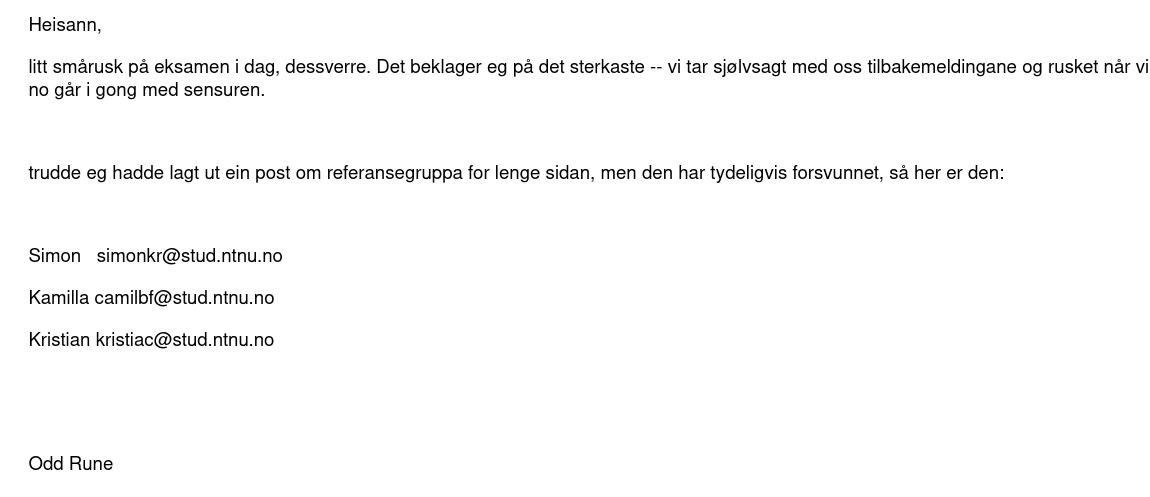 Heisann,
litt smårusk på eksamen i dag, dessverre. Det beklager eg på det sterkaste -- vi tar sjølvsagt med oss tilbakemeldingane og rusket når vi
no går i gong med sensuren.
trudde eg hadde lagt ut ein post om referansegruppa for lenge sidan, men den har tydeligvis forsvunnet, så her er den:
Simon   simonkr@stud.ntnu.no
Kamilla camilbf@stud.ntnu.no
Kristian kristiac@stud.ntnu.no
Odd Rune